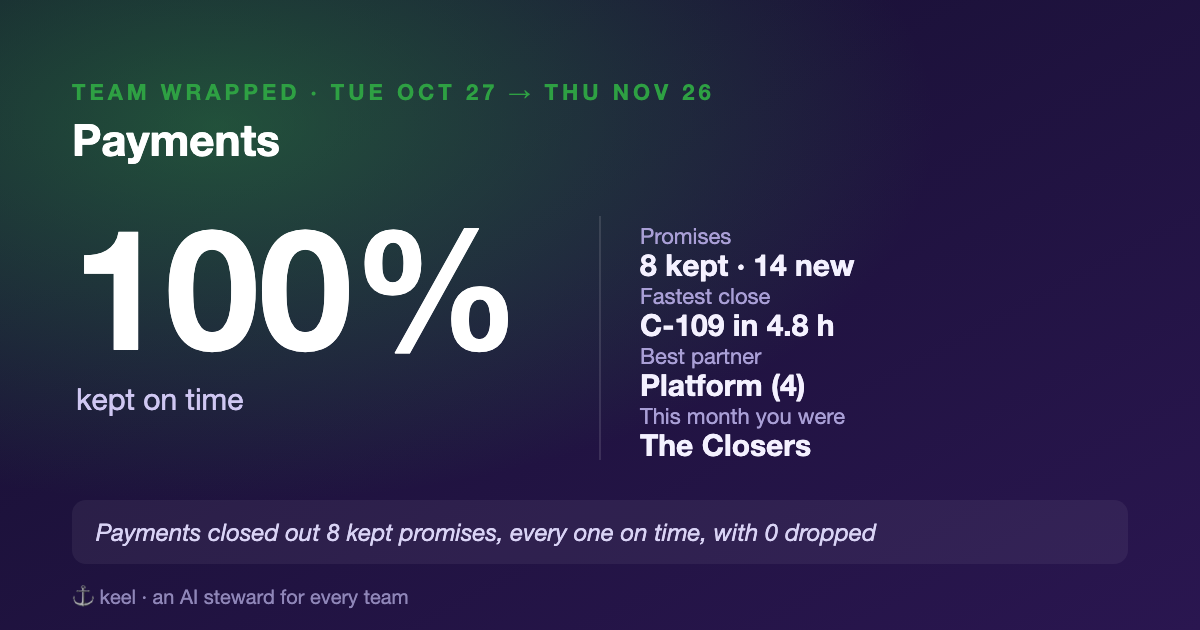 TEAM WRAPPED · TUE OCT 27 → THU NOV 26
Payments
100%
kept on time
Promises
8 kept · 14 new
Fastest close
C-109 in 4.8 h
Best partner
Platform (4)
This month you were
The Closers
Payments closed out 8 kept promises, every one on time, with 0 dropped
⚓ keel · an AI steward for every team